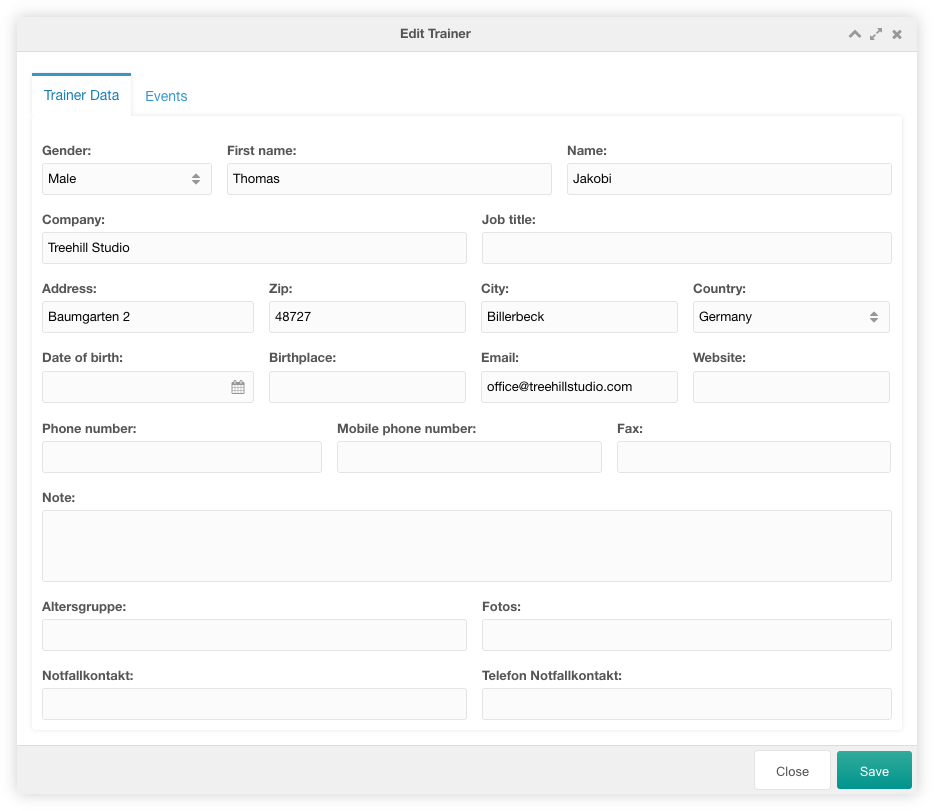 Edit Trainer
Trainer Data Events
Gender: First name: Name:
Male Thomas Jakobi
Company: Job title:
Treehill Studio
Address: Zip: City: Country:
Baumgarten 2 48727 Billerbeck Germany
Date of birth: Birthplace: Email: Website:
office@treehillstudio.com
Phone number: Mobile phone number: Fax:
Note:
Altersgruppe: Fotos:
Notfallkontakt: Telefon Notfallkontakt:
Close Save